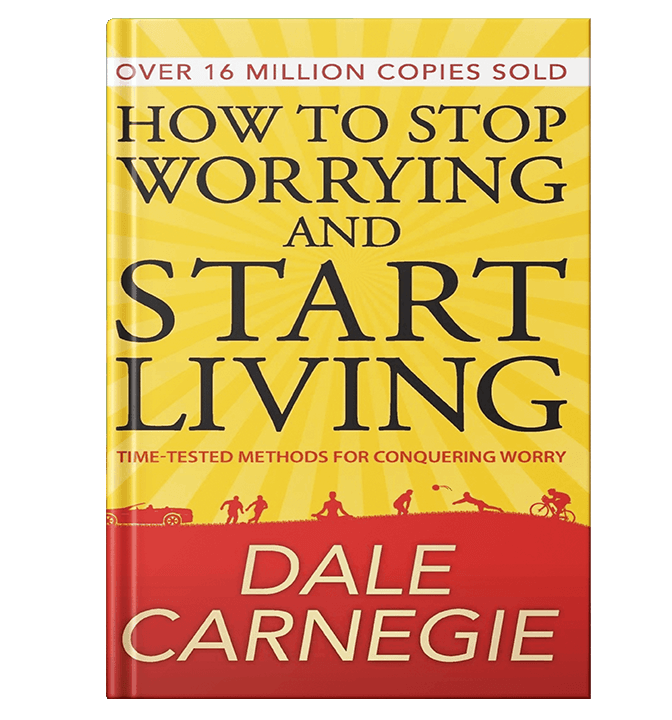 OVER 16 MILLION COPIES SOLD
HOW TO STOP
WORRYING
AND
START
LIVING
TIME-TESTED METHODS FOR CONQUERING WORRY
DALE
CARNEGIE